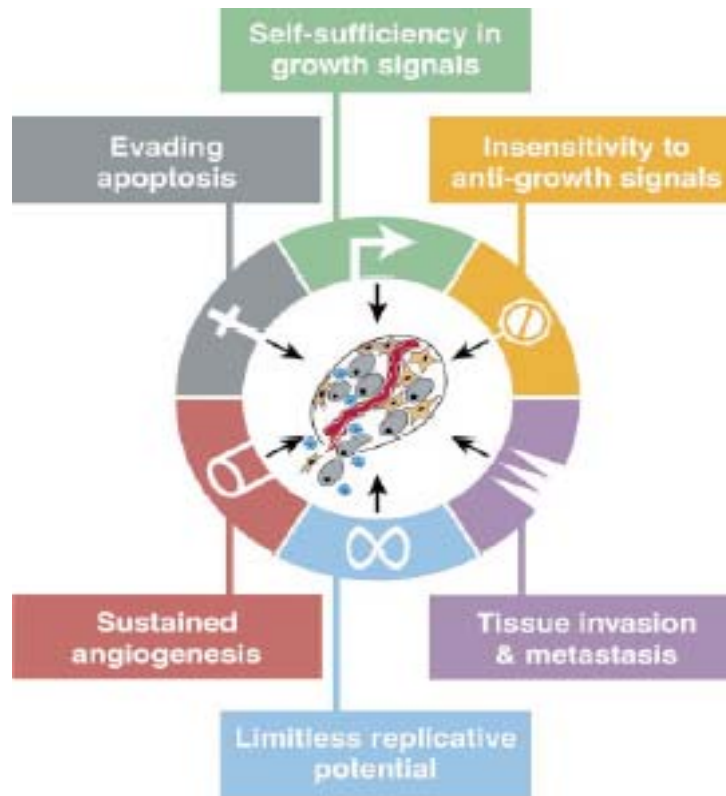 Self-sufficiency in
growth signals
Evading
apoptosis
Insensitivity to
anti-growth signals
Sustained
angiogenesis
Tissue invasion
& metastasis
Limitless replicative
potential